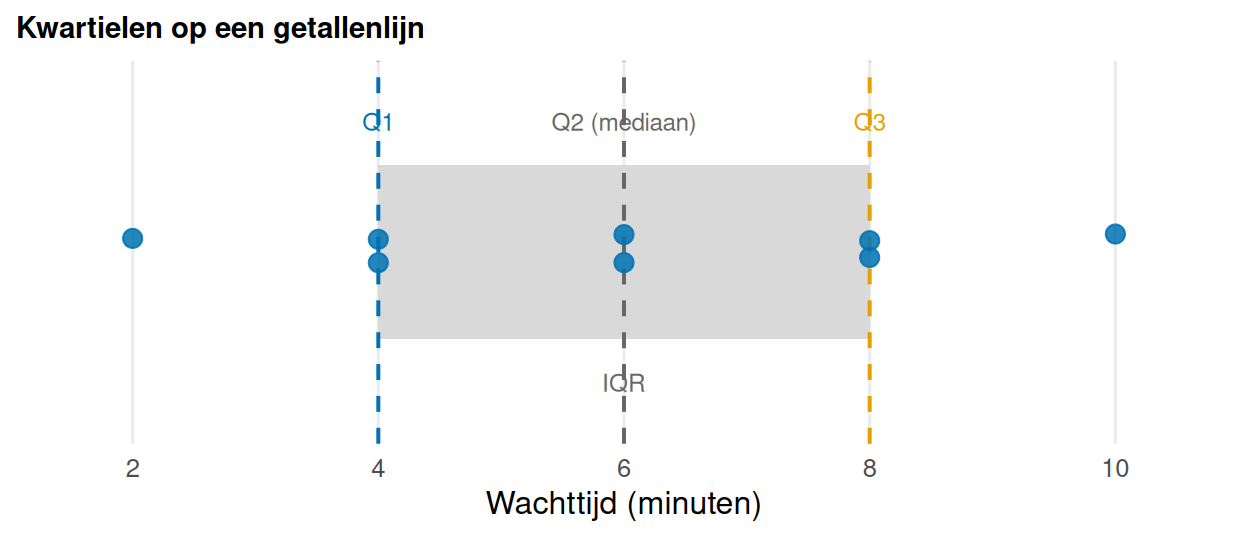 Kwartielen op een getallenlijn
Q1 Q2 (mediaan) Q3
IQR
2 4 6 8 10
Wachttijd (minuten)